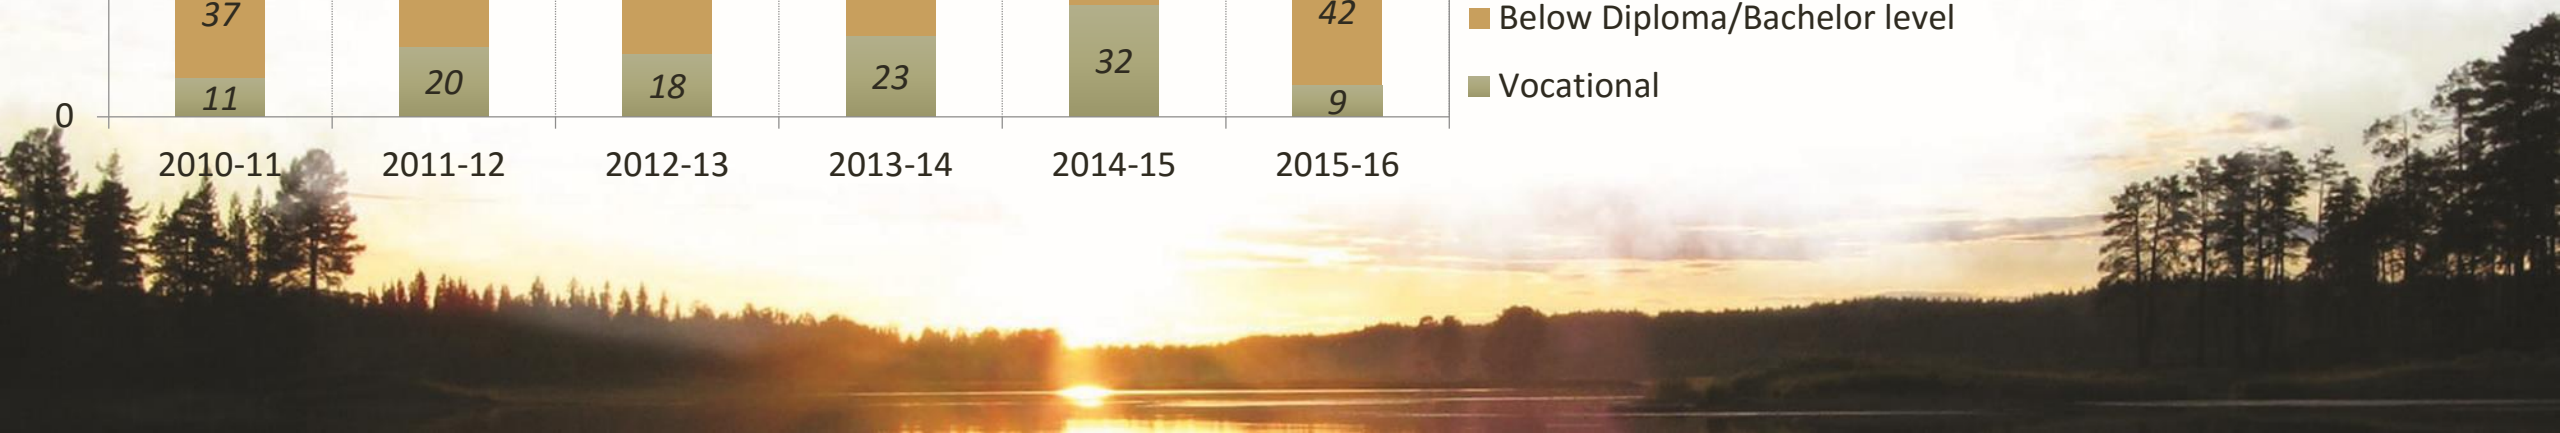 37 42 Below Diploma/Bachelor level
11 20 18 23 32 9 Vocational
0
2010-11 2011-12 2012-13 2013-14 2014-15 2015-16